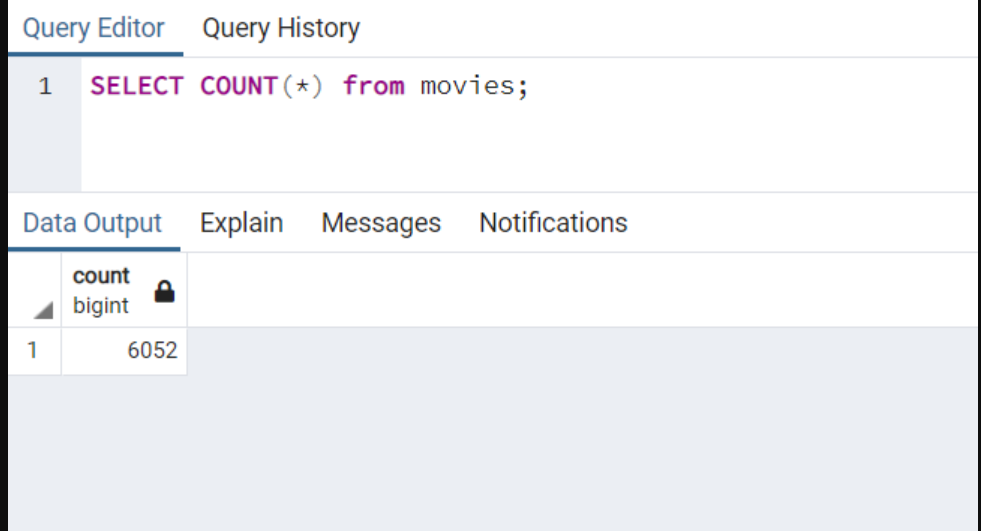 Query Editor Query History
1 SELECT COUNT(*) from movies;
Data Output Explain Messages Notifications
count
bigint
1 6052